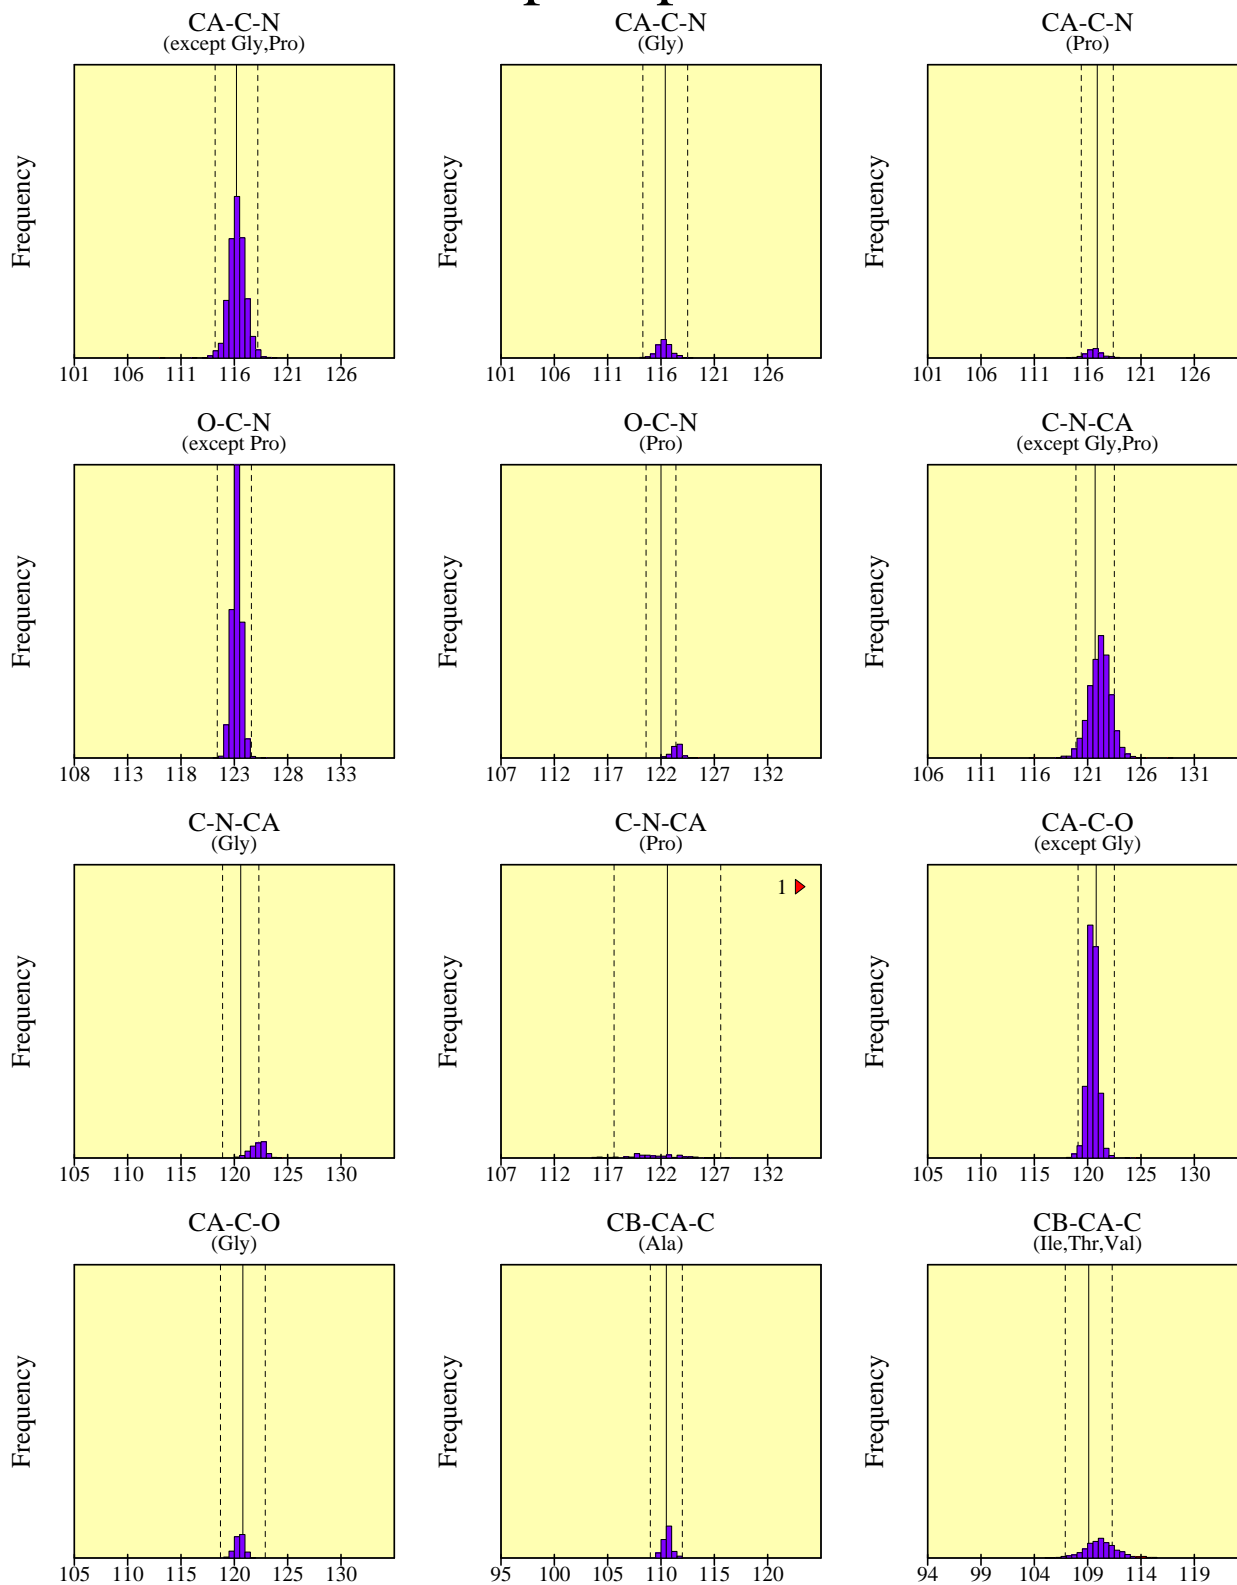 CA-C-N CA-C-N CA-C-N
(except Gly,Pro) (Gly) (Pro)
Frequency Frequency Frequency
101 106 111 116 121 126 101 106 111 116 121 126 101 106 111 116 121 126
O-C-N O-C-N C-N-CA
(except Pro) (Pro) (except Gly,Pro)
Frequency Frequency Frequency
108 113 118 123 128 133 107 112 117 122 127 132 106 111 116 121 126 131
C-N-CA C-N-CA CA-C-O
(Gly) (Pro) (except Gly)
1
Frequency Frequency Frequency
105 110 115 120 125 130 107 112 117 122 127 132 105 110 115 120 125 130
CA-C-O CB-CA-C CB-CA-C
(Gly) (Ala) (Ile,Thr,Val)
Frequency Frequency Frequency
105 110 115 120 125 130 95 100 105 110 115 120 94 99 104 109 114 119